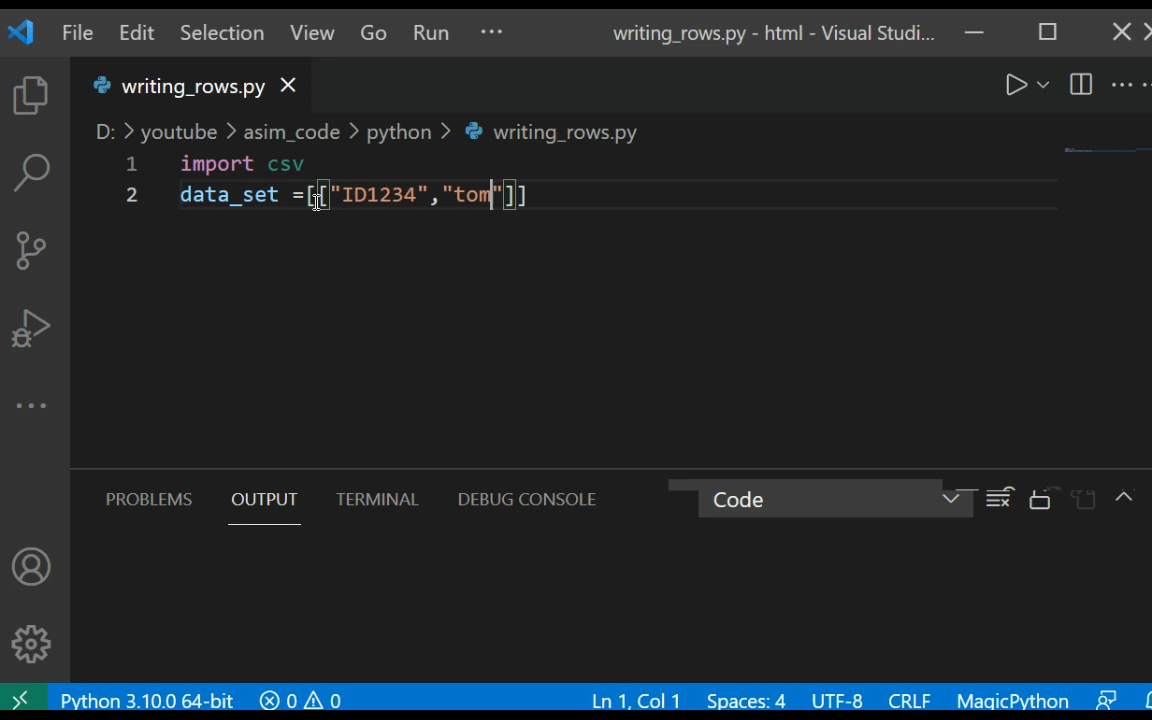 File Edit Selection View Go Run ··· writing_rows.py - html - Visual Studi...
writing_rows.py
D: > youtube > asim_code > python > writing_rows.py
1 import csv
2 data_set =[["ID1234","tom"]]
PROBLEMS OUTPUT TERMINAL DEBUG CONSOLE Code
Python 3.10.0 64-bit 0 0 Ln 1, Col 1 Spaces: 4 UTF-8 CRLF MagicPython